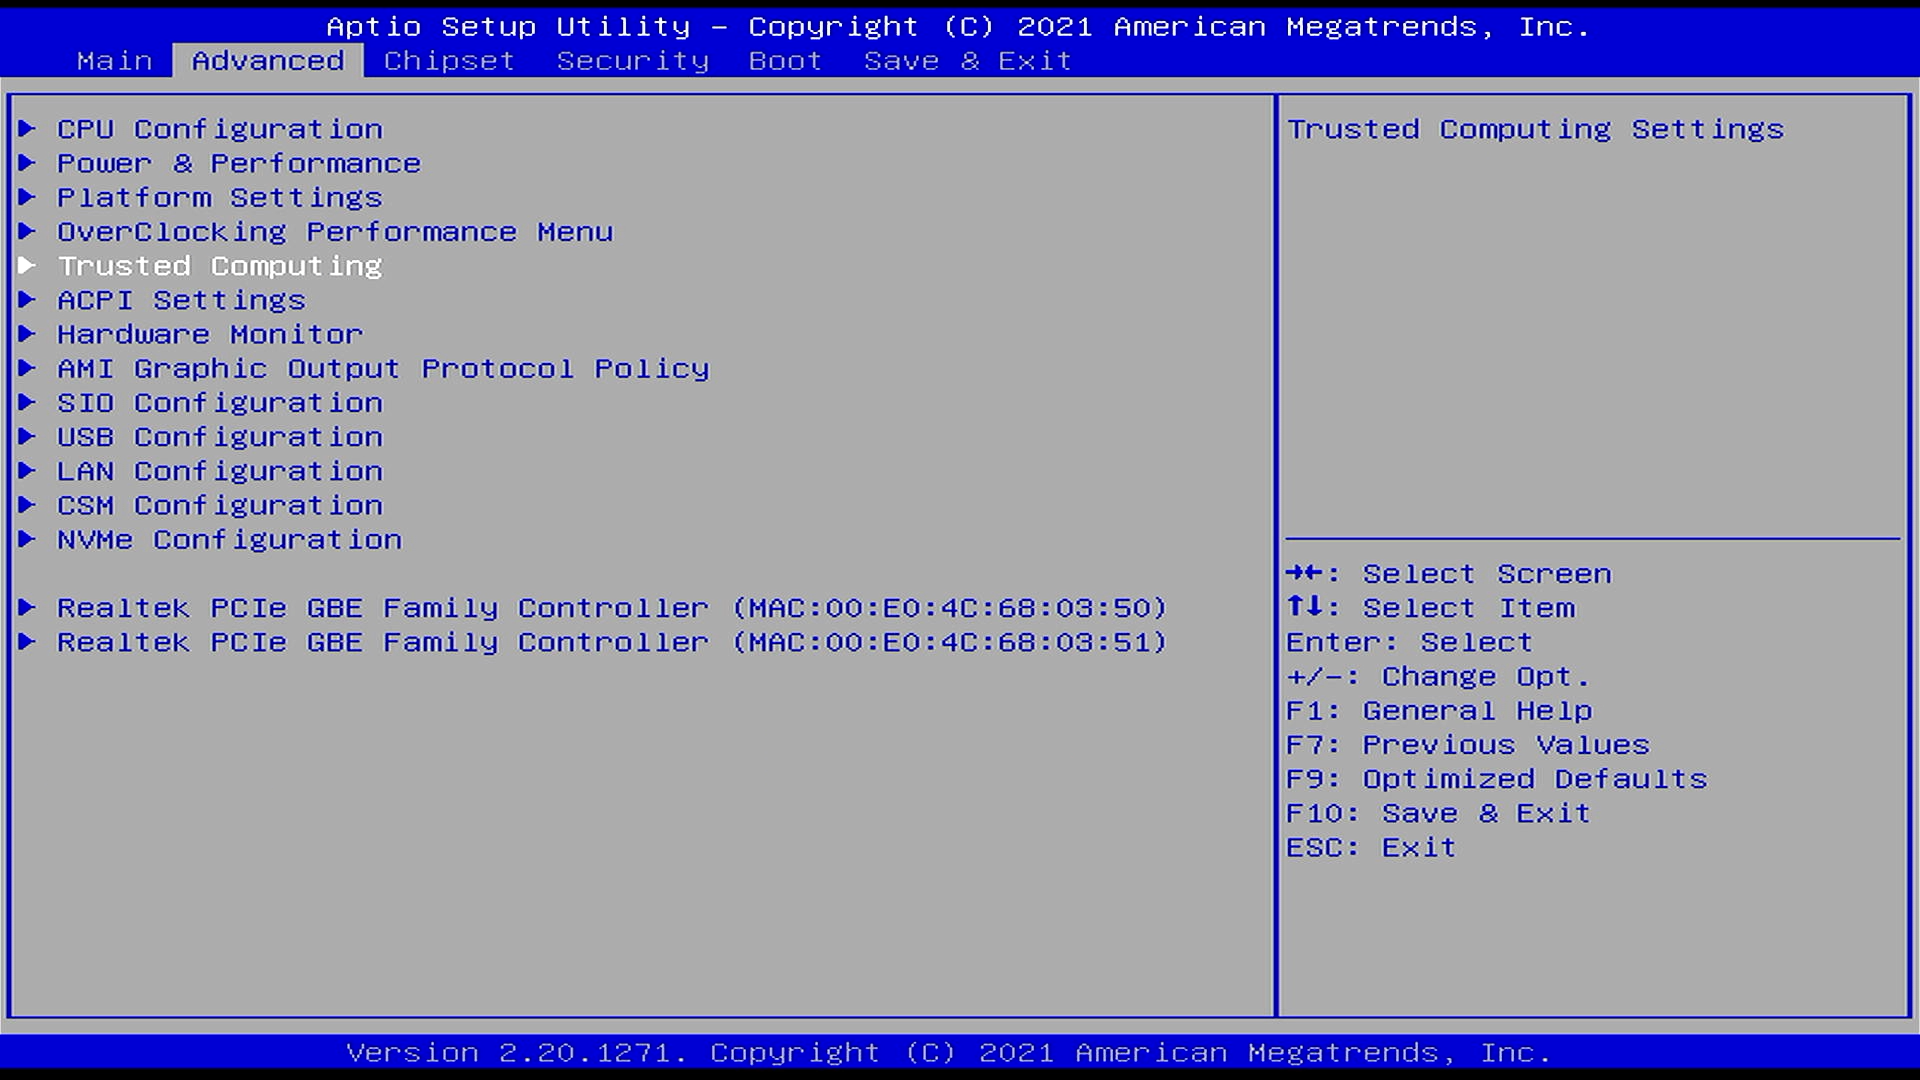 Aptio Setup Utility - Copyright (C) 2021 American Megatrends, Inc.
Main Advanced Chipset Security Boot Save & Exit
► CPU Configuration
► Power & Performance
► Platform Settings
► OverClocking Performance Menu
► Trusted Computing
► ACPI Settings
► Hardware Monitor
► AMI Graphic Output Protocol Policy
► SIO Configuration
► USB Configuration
► LAN Configuration
► CSM Configuration
► NVMe Configuration
► Realtek PCIe GBE Family Controller (MAC:00:E0:4C:68:03:50)
► Realtek PCIe GBE Family Controller (MAC:00:E0:4C:68:03:51)
Trusted Computing Settings
→←: Select Screen
↑↓: Select Item
Enter: Select
+/-: Change Opt.
F1: General Help
F7: Previous Values
F9: Optimized Defaults
F10: Save & Exit
ESC: Exit
Version 2.20.1271. Copyright (C) 2021 American Megatrends, Inc.